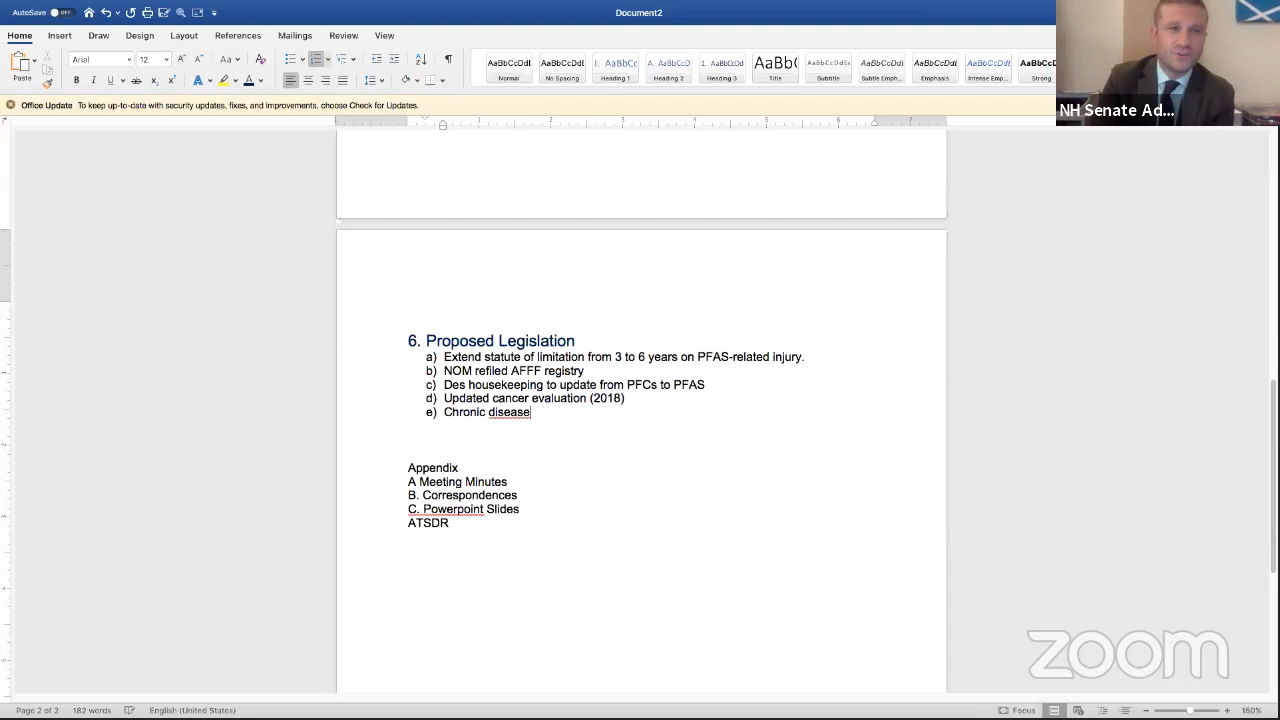 AutoSave OFF
Document2
Home Insert Draw Design Layout References Mailings Review View
Paste
Arial 12
AaBbCcDdE Normal
AaBbCcDdE No Spacing
Heading 1
Heading 2
Heading 3
Title
Subtitle
Subtle Emph...
Emphasis
Intense Emp...
Strong
Office Update To keep up-to-date with security updates, fixes, and improvements, choose Check for Updates.
NH Senate Ad...
6. Proposed Legislation
a) Extend statute of limitation from 3 to 6 years on PFAS-related injury.
b) NOM refiled AFFF registry
c) Des housekeeping to update from PFCs to PFAS
d) Updated cancer evaluation (2018)
e) Chronic disease
Appendix
A Meeting Minutes
B. Correspondences
C. Powerpoint Slides
ATSDR
zoom
Page 2 of 2 182 words English (United States) Focus 150%